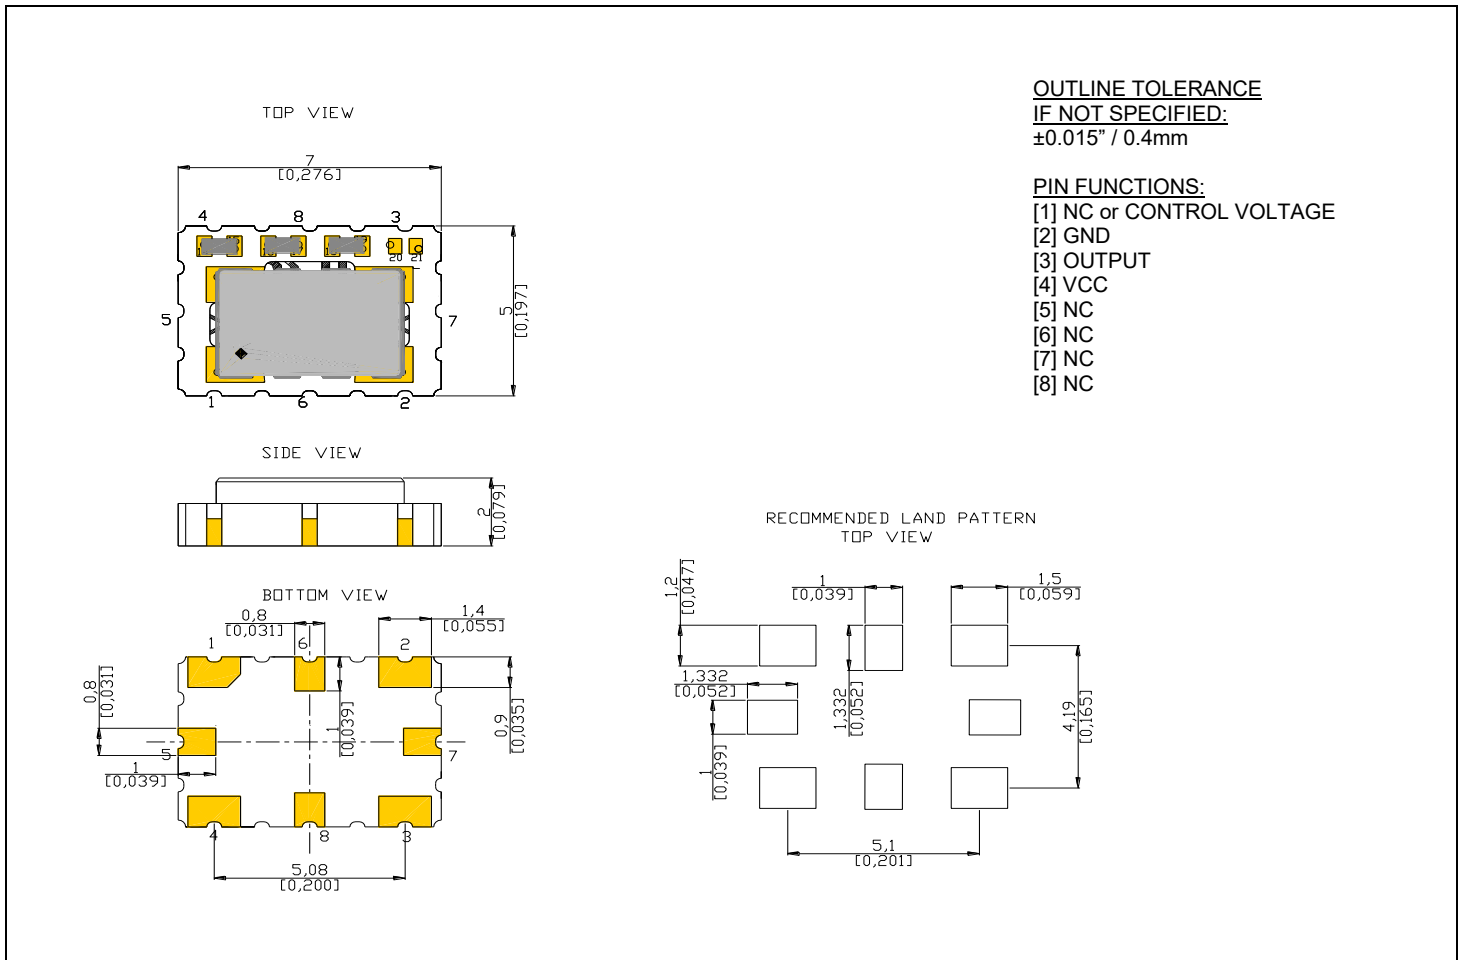 OUTLINE TOLERANCE
IF NOT SPECIFIED:
±0.015” / 0.4mm
PIN FUNCTIONS:
[1] NC or CONTROL VOLTAGE
[2] GND
[3] OUTPUT
[4] VCC
[5] NC
[6] NC
[7] NC
[8] NC
TOP VIEW
7
[0,276]
4 8 3
20 21
5
7
5
[0,197]
1 6 2
SIDE VIEW
2
[0,079]
BOTTOM VIEW
0,8
[0,031]
1,4
[0,055]
1 6 2
0,8
[0,031]
1
[0,039]
0,9
[0,035]
5
7
1
[0,039]
4 8 3
5,08
[0,200]
RECOMMENDED LAND PATTERN
TOP VIEW
1,2
[0,047]
1
[0,039]
1,5
[0,059]
1,332
[0,052]
1,332
[0,052]
4,19
[0,165]
1
[0,039]
5,1
[0,201]